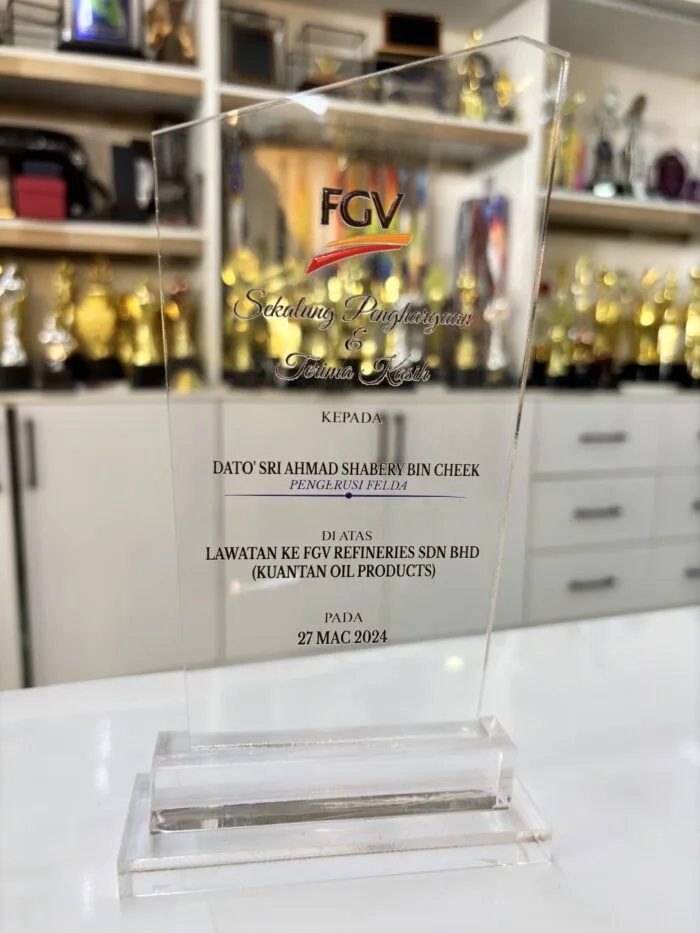 FGV
Sekalung Penghargaan
&
Terima Kasih
KEPADA
DATO' SRI AHMAD SHABERY BIN CHEEK
PENGERUSI FELDA
DI ATAS
LAWATAN KE FGV REFINERIES SDN BHD
(KUANTAN OIL PRODUCTS)
PADA
27 MAC 2024